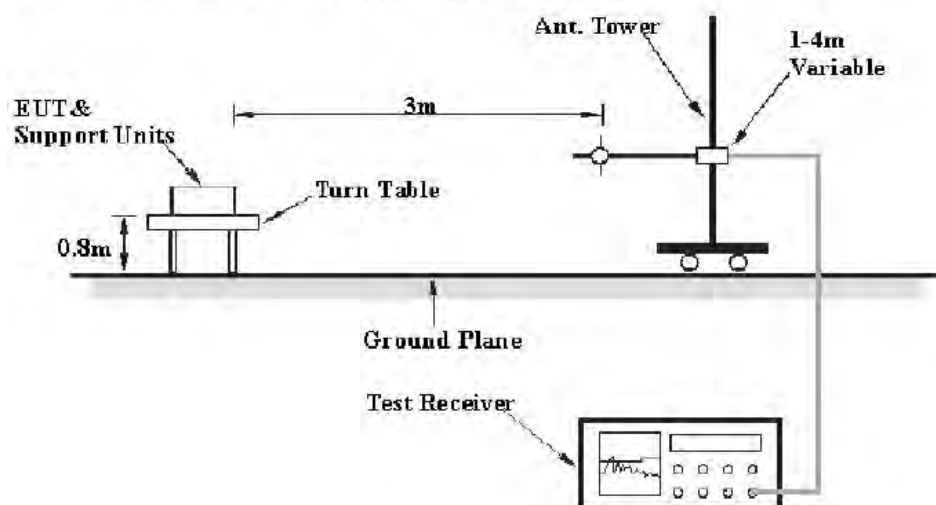 Ant. Tower
1-4m
Variable
EUT&
Support Units
3m
Turn Table
0.8m
Ground Plane
Test Receiver